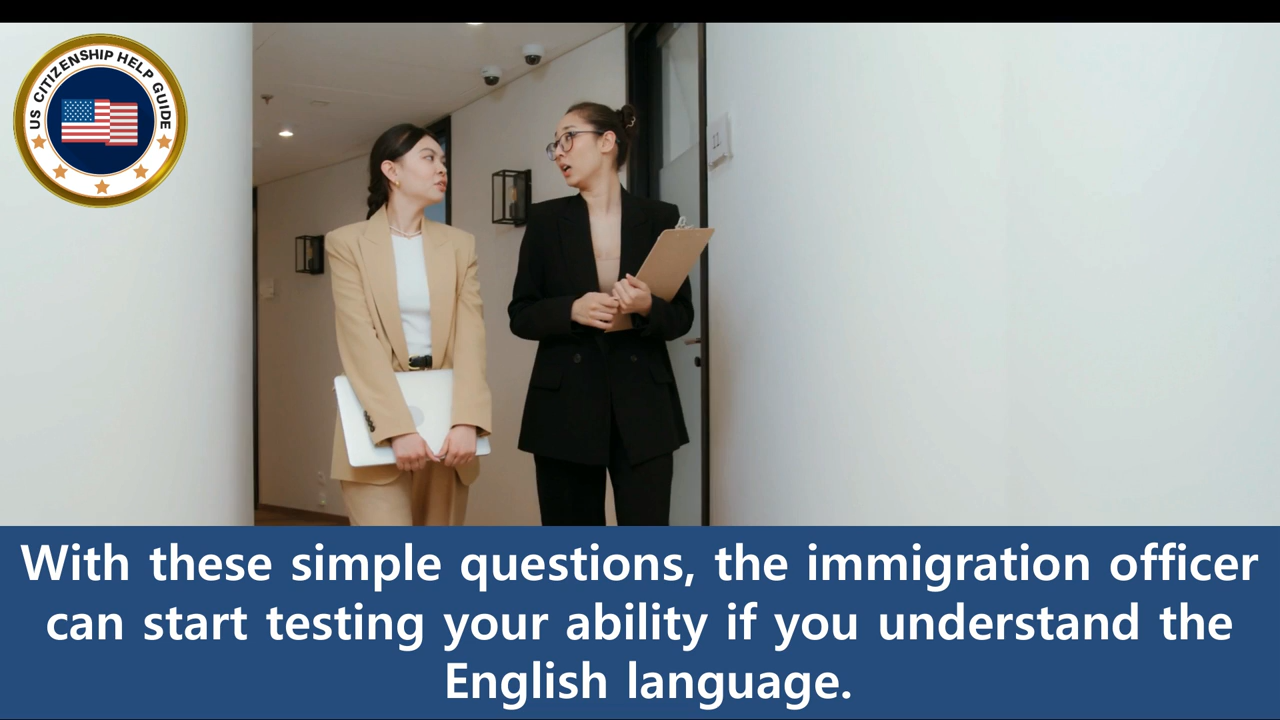 US CITIZENSHIP HELP GUIDE
11
With these simple questions, the immigration officer
can start testing your ability if you understand the
English language.